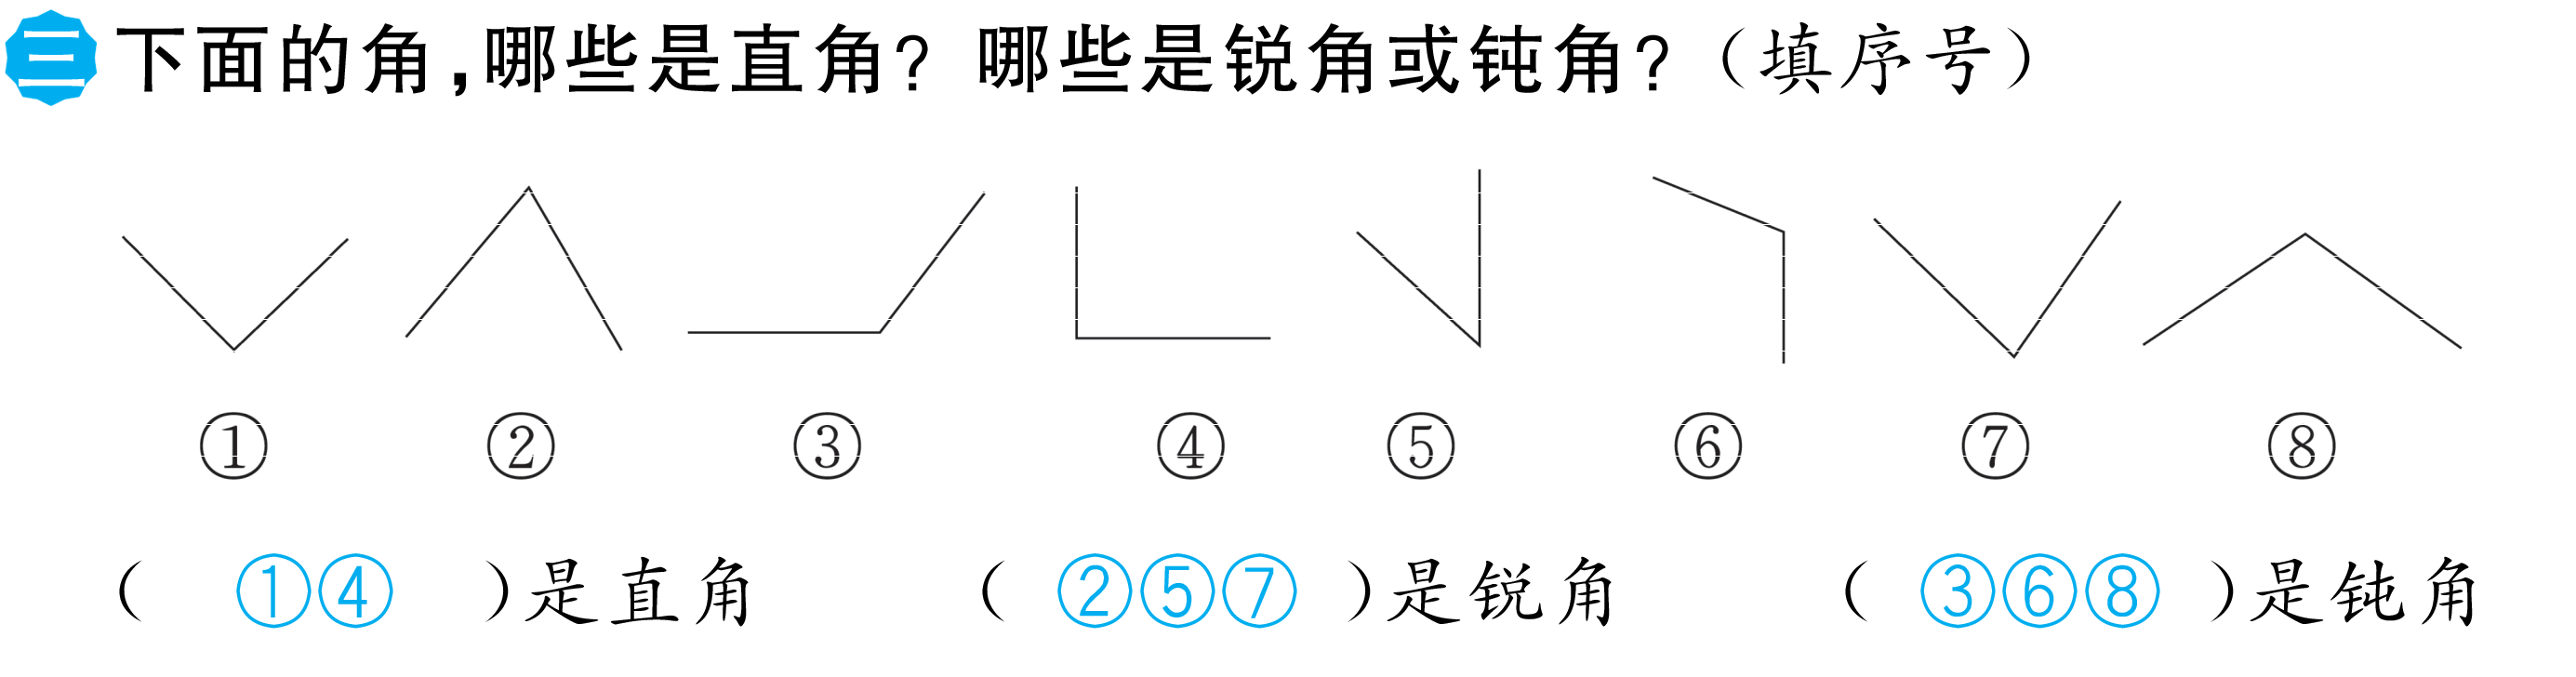 三 下面的角,哪些是直角? 哪些是锐角或钝角?(填序号)
① ② ③ ④ ⑤ ⑥ ⑦ ⑧
( ①④ )是直角 ( ②⑤⑦ )是锐角 ( ③⑥⑧ )是钝角